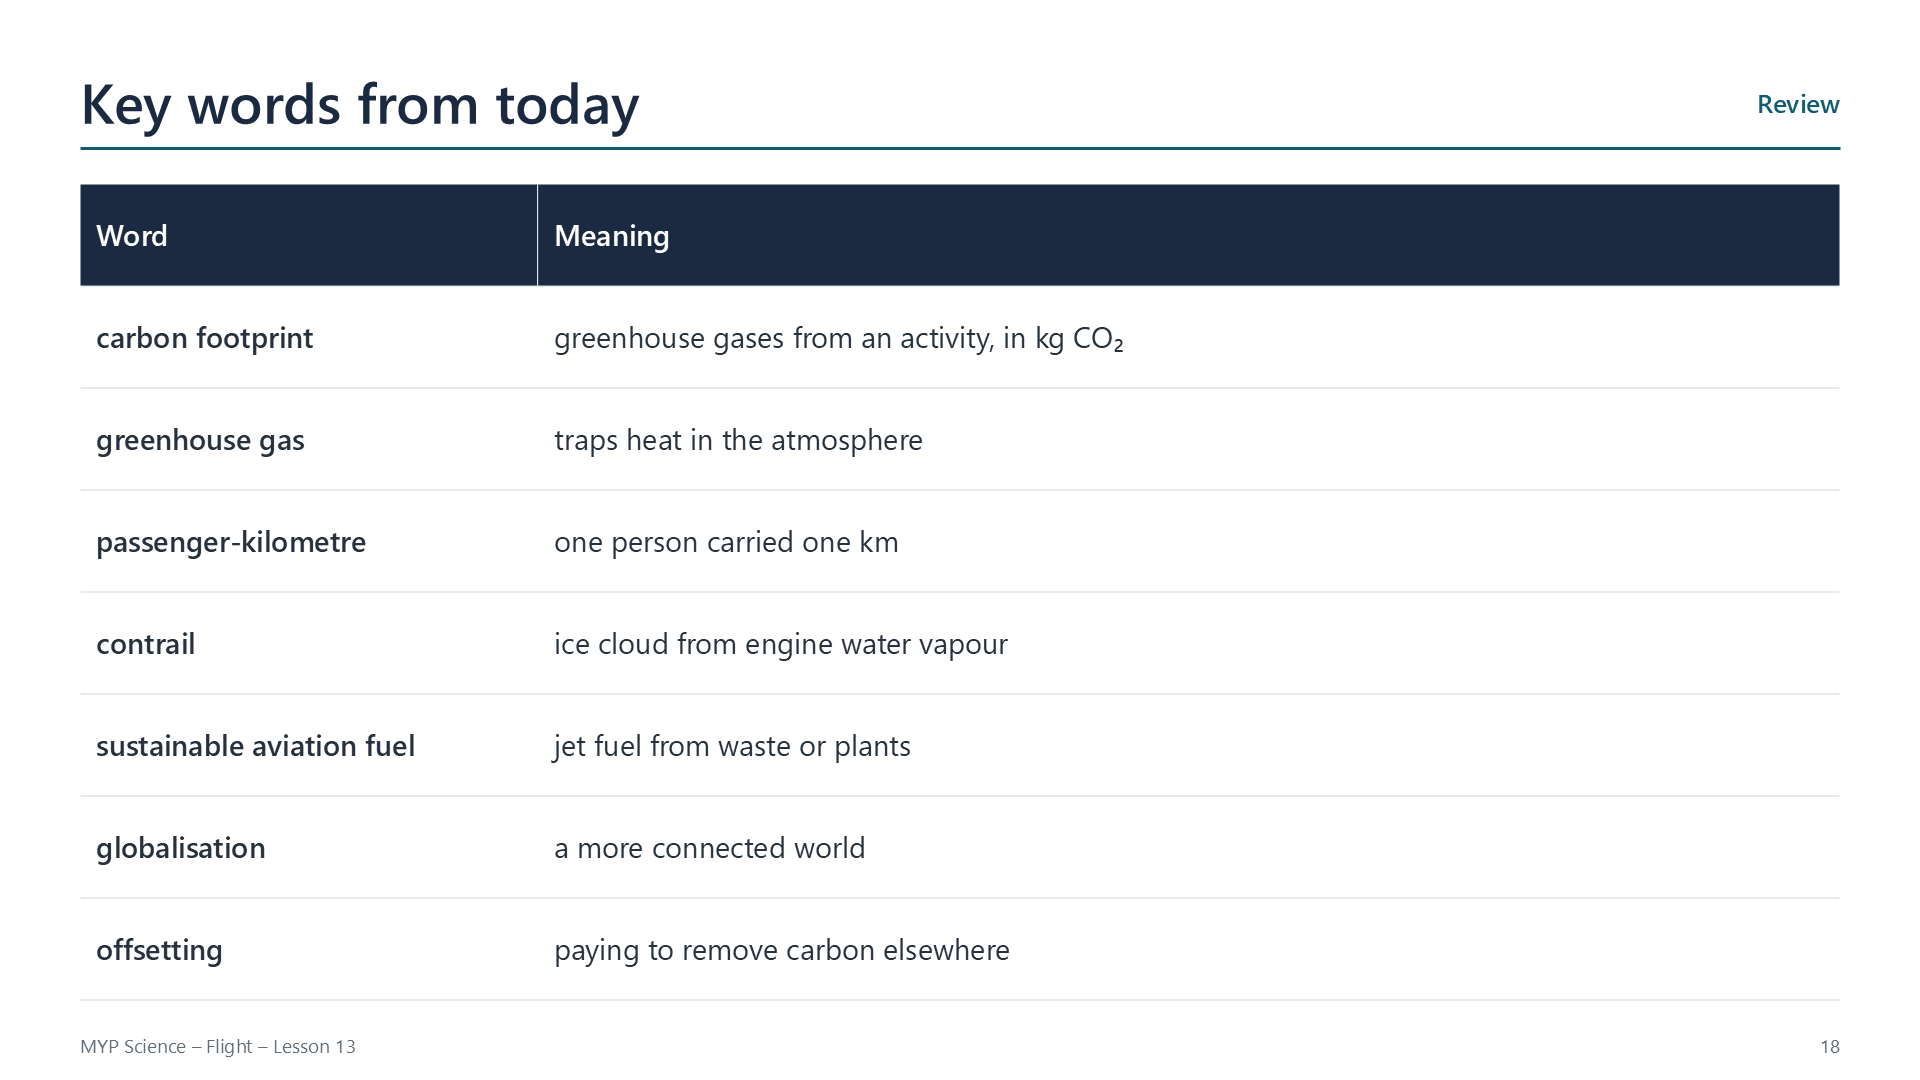 Key words from today
Review
Word Meaning
carbon footprint greenhouse gases from an activity, in kg CO₂
greenhouse gas traps heat in the atmosphere
passenger-kilometre one person carried one km
contrail ice cloud from engine water vapour
sustainable aviation fuel jet fuel from waste or plants
globalisation a more connected world
offsetting paying to remove carbon elsewhere
MYP Science – Flight – Lesson 13
18